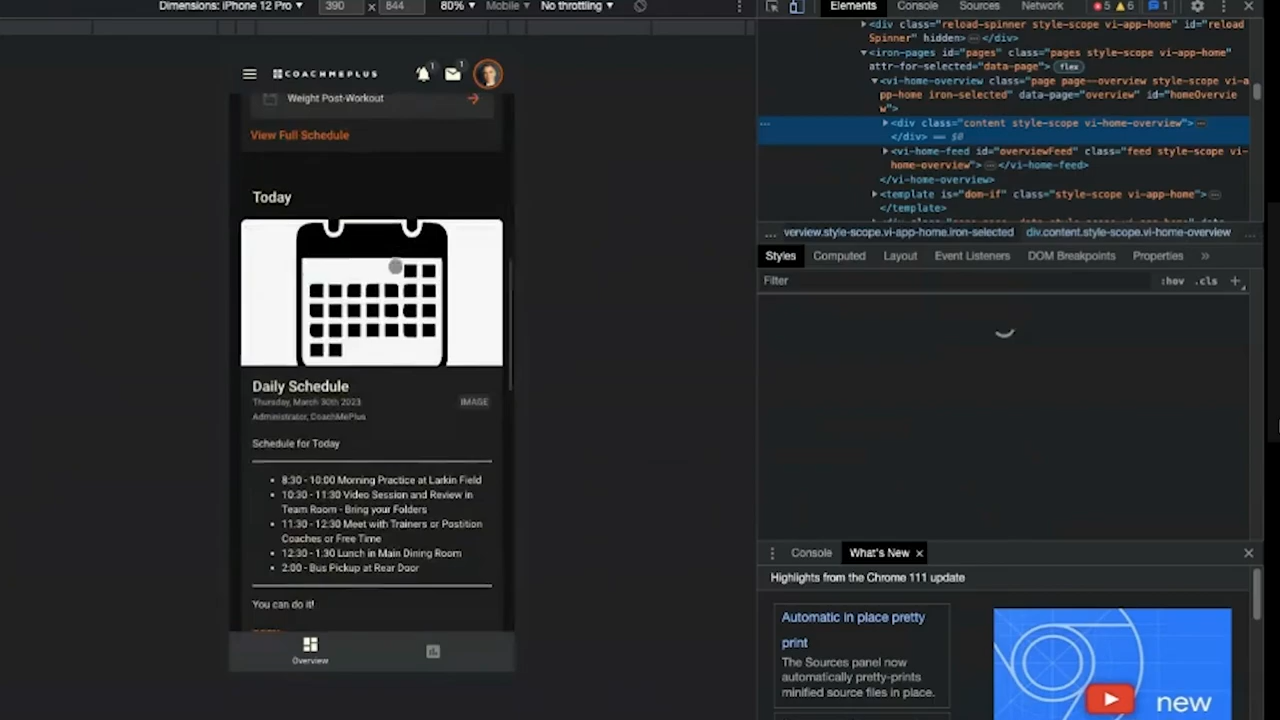 Dimensions: iPhone 12 Pro ▼ 390 x 844 80% ▼ Mobile ▼ No throttling ▼
Elements Console Sources Network 5 6 1
COACHMEPLUS 1 1
Weight Post-Workout
View Full Schedule
Today
Daily Schedule
Thursday, March 30th 2023
IMAGE
Administrator, CoachMePlus
Schedule for Today
• 8:30 - 10:00 Morning Practice at Larkin Field
• 10:30 - 11:30 Video Session and Review in
Team Room - Bring your Folders
• 11:30 - 12:30 Meet with Trainers or Postition
Coaches or Free Time
• 12:30 - 1:30 Lunch in Main Dining Room
• 2:00 - Bus Pickup at Rear Door
You can do it!
Overview
<div class="reload-spinner style-scope vi-app-home" id="reload
Spinner" hidden>…</div>
<iron-pages id="pages" class="pages style-scope vi-app-home"
attr-for-selected="data-page"> flex
<vi-home-overview class="page page--overview style-scope vi-a
pp-home iron-selected" data-page="overview" id="homeOvervie
w">
… <div class="content style-scope vi-home-overview">…
</div> == $0
<vi-home-feed id="overviewFeed" class="feed style-scope vi-
home-overview">…</vi-home-feed>
</vi-home-overview>
<template is="dom-if" class="style-scope vi-app-home">…
</template>
… verview.style-scope.vi-app-home.iron-selected div.content.style-scope.vi-home-overview …
Styles Computed Layout Event Listeners DOM Breakpoints Properties »
Filter :hov .cls +
Console What's New ×
Highlights from the Chrome 111 update
Automatic in place pretty
print
The Sources panel now
automatically pretty-prints
minified source files in place.
new